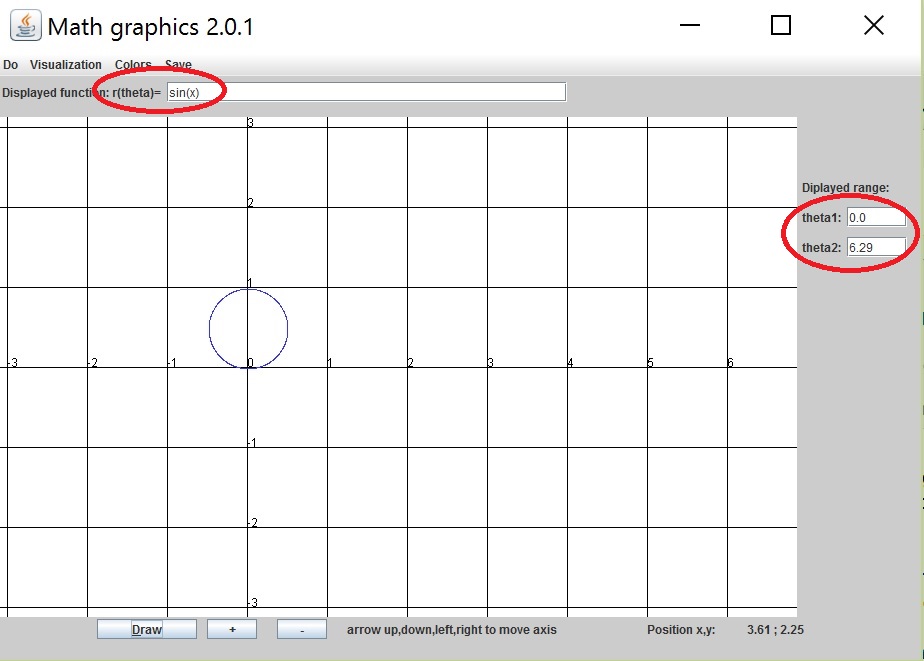 Math graphics 2.0.1
Do Visualization Colors Save
Displayed function: r(theta)= sin(x)
3
2
1
-3 -2 -1 0 1 2 3 4 5 6
-1
-2
-3
Diplayed range:
theta1: 0.0
theta2: 6.29
Draw + - arrow up,down,left,right to move axis Position x,y: 3.61 ; 2.25